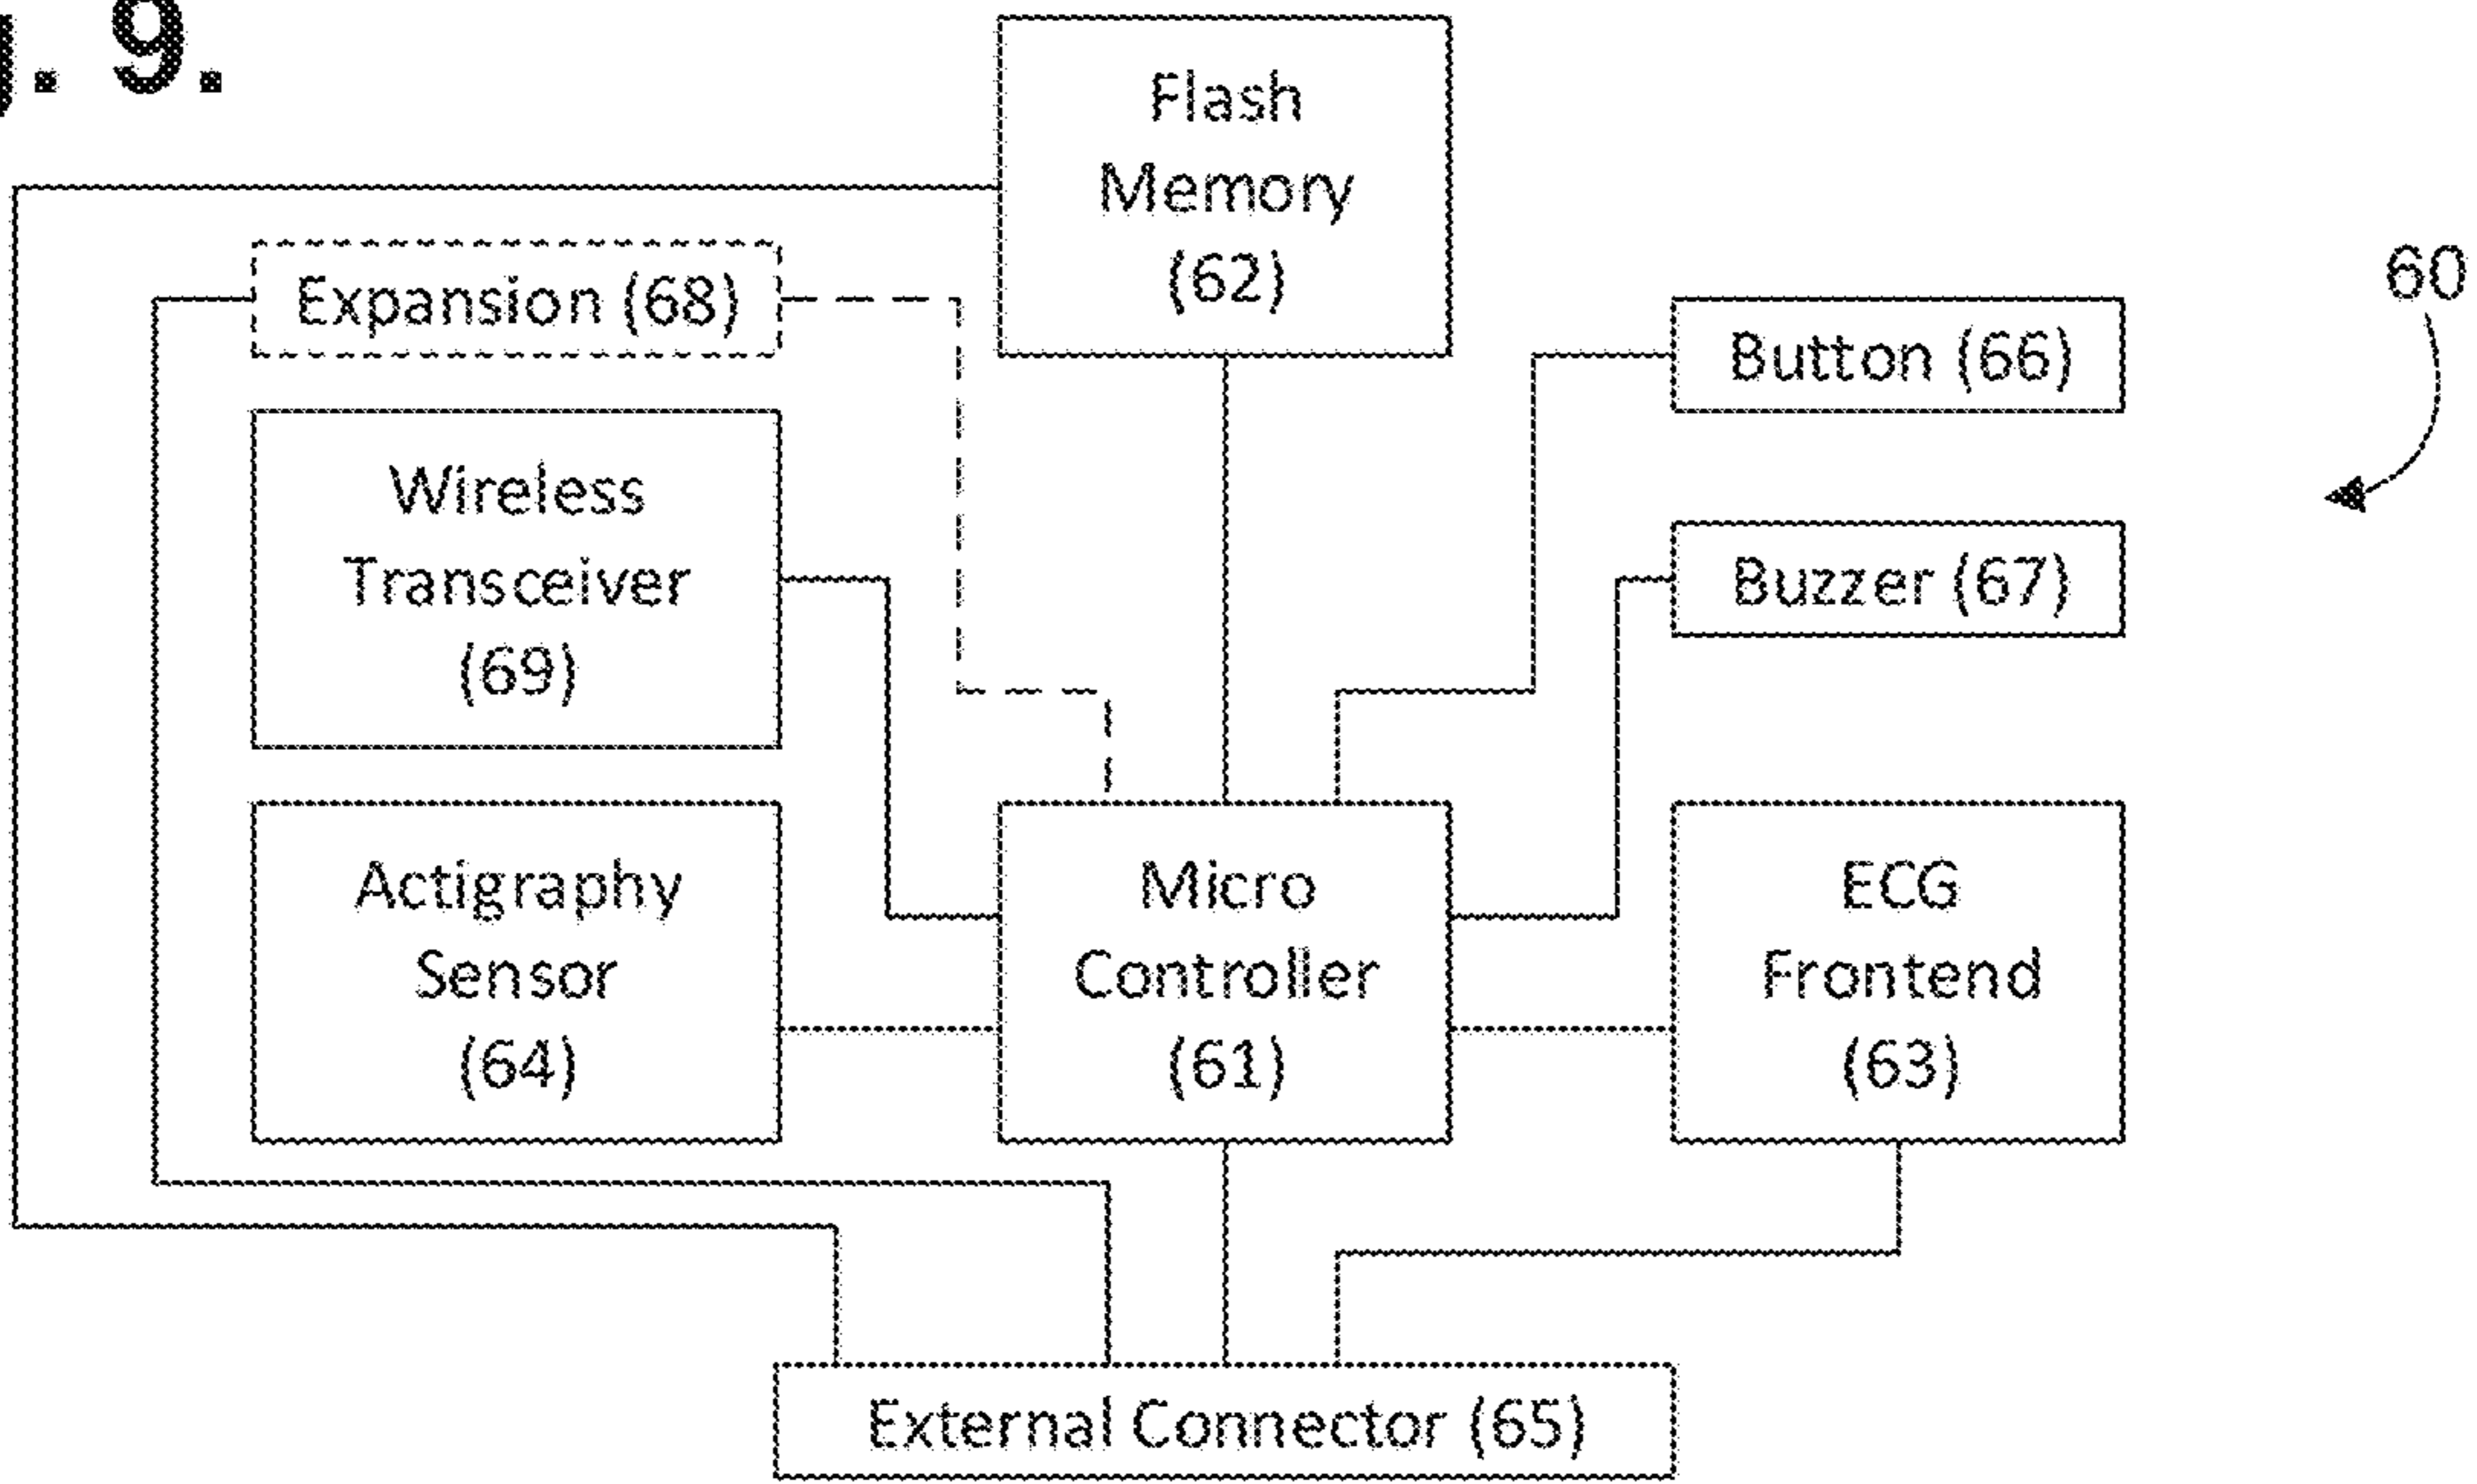 . 9.
Flash
Memory
(62)
60
Expansion (68)
Button (66)
Wireless
Transceiver
(69)
Buzzer (67)
Actigraphy
Sensor
(64)
Micro
Controller
(61)
ECG
Frontend
(63)
External Connector (65)